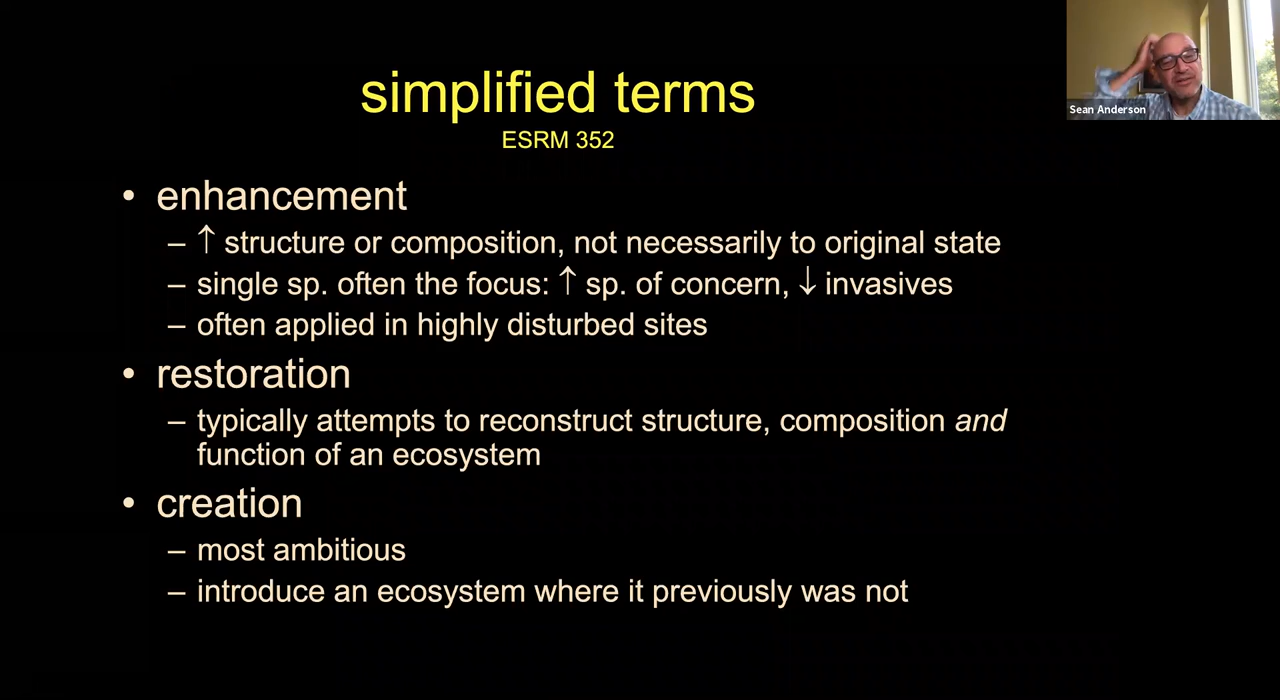 simplified terms
ESRM 352
• enhancement
– ↑ structure or composition, not necessarily to original state
– single sp. often the focus: ↑ sp. of concern, ↓ invasives
– often applied in highly disturbed sites
• restoration
– typically attempts to reconstruct structure, composition and
function of an ecosystem
• creation
– most ambitious
– introduce an ecosystem where it previously was not
Sean Anderson